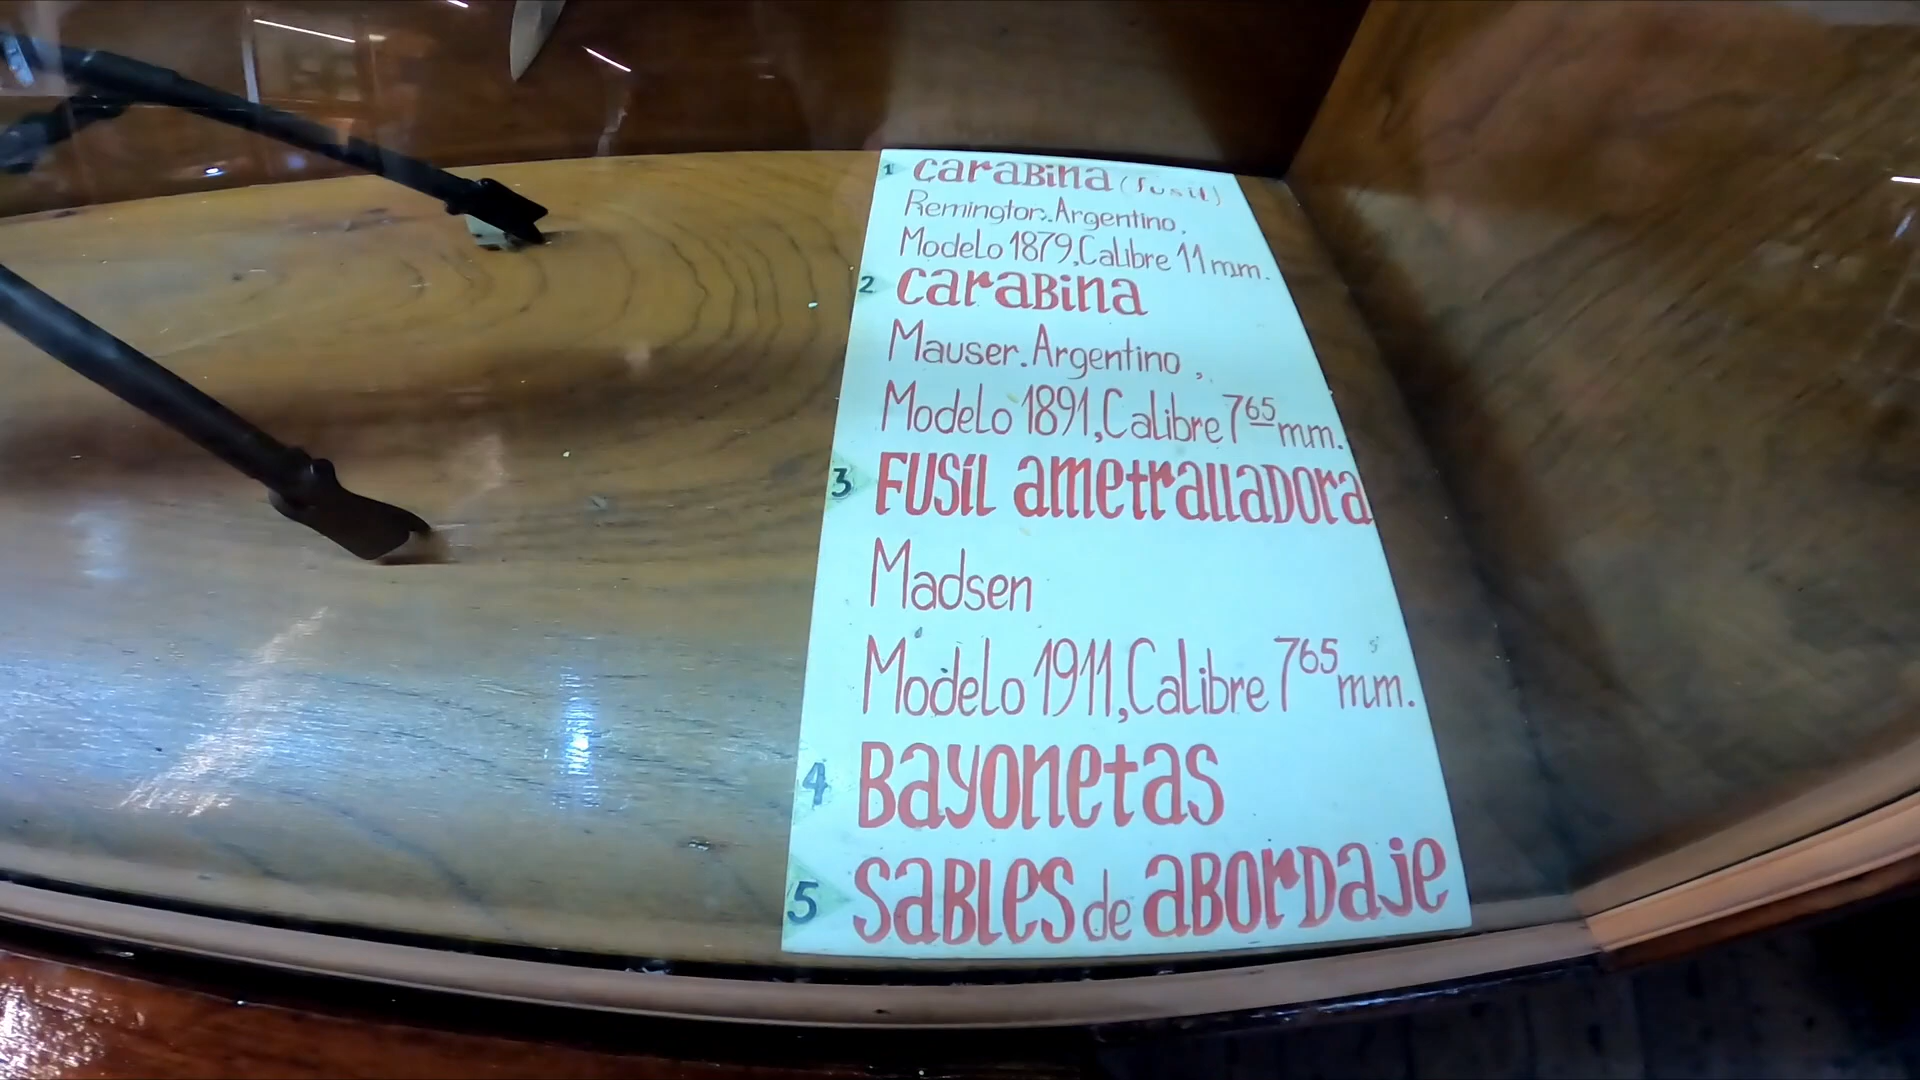 1 Carabina (fusil)
Remington. Argentino.
Modelo 1879, Calibre 11 mm.
2 Carabina
Mauser. Argentino,
Modelo 1891, Calibre 7⁶⁵ mm.
3 Fusil ametralladora
Madsen
Modelo 1911, Calibre 7⁶⁵ mm.
4 Bayonetas
5 Sables de abordaje